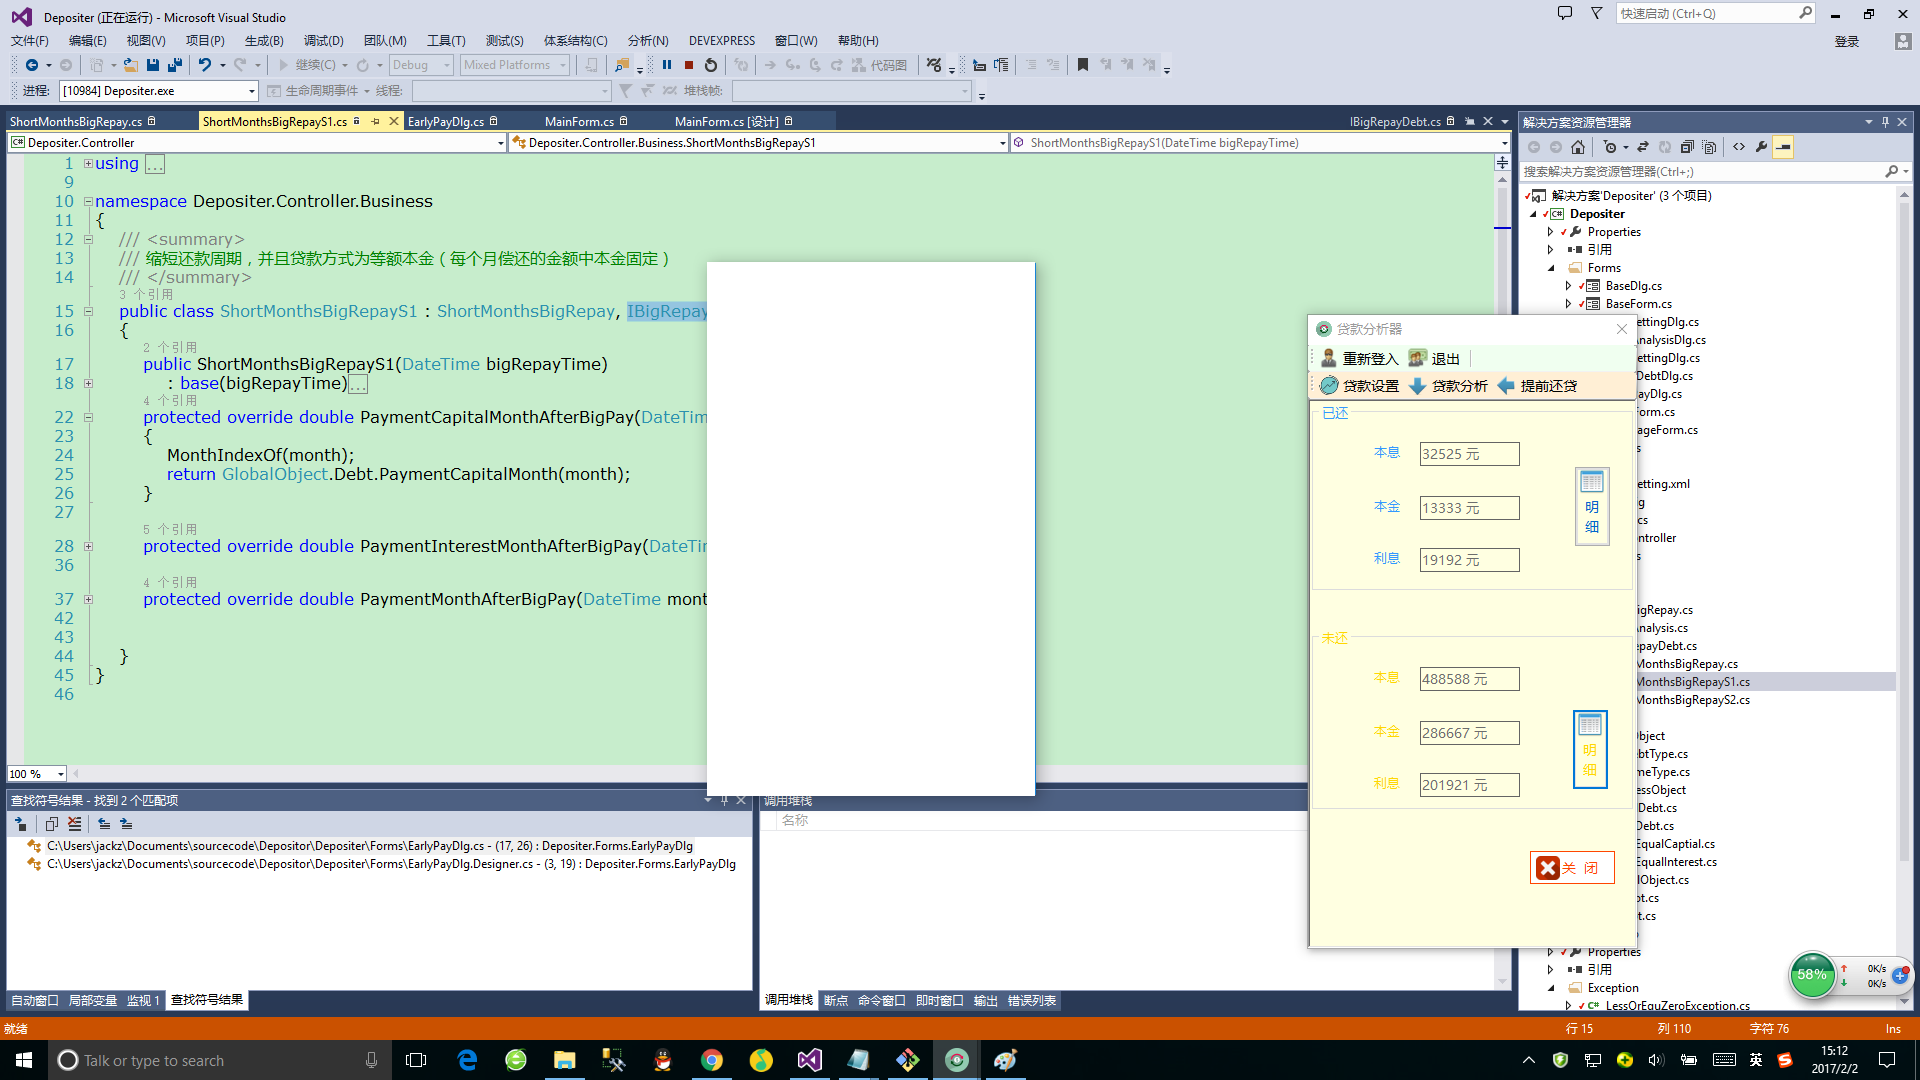 Depositer (正在运行) - Microsoft Visual Studio
快速启动 (Ctrl+Q)
文件(F) 编辑(E) 视图(V) 项目(P) 生成(B) 调试(D) 团队(M) 工具(T) 测试(S) 体系结构(C) 分析(N) DEVEXPRESS 窗口(W) 帮助(H) 登录
继续(C) Debug Mixed Platforms 代码图
进程: [10984] Depositer.exe 生命周期事件 线程: 堆栈帧:
ShortMonthsBigRepay.cs ShortMonthsBigRepayS1.cs EarlyPayDlg.cs MainForm.cs MainForm.cs [设计] IBigRepayDebt.cs
Depositer.Controller Depositer.Controller.Business.ShortMonthsBigRepayS1 ShortMonthsBigRepayS1(DateTime bigRepayTime)
1 using ...
9
10 namespace Depositer.Controller.Business
11 {
12 /// <summary>
13 /// 缩短还款周期，并且贷款方式为等额本金（每个月偿还的金额中本金固定）
14 /// </summary>
3 个引用
15 public class ShortMonthsBigRepayS1 : ShortMonthsBigRepay, IBigRepay
16 {
2 个引用
17 public ShortMonthsBigRepayS1(DateTime bigRepayTime)
18 : base(bigRepayTime)...
4 个引用
22 protected override double PaymentCapitalMonthAfterBigPay(DateTim
23 {
24 MonthIndexOf(month);
25 return GlobalObject.Debt.PaymentCapitalMonth(month);
26 }
27
5 个引用
28 protected override double PaymentInterestMonthAfterBigPay(DateTi
36
4 个引用
37 protected override double PaymentMonthAfterBigPay(DateTime mont
42
43
44 }
45 }
46
100 %
查找符号结果 - 找到 2 个匹配项
C:\Users\jackz\Documents\sourcecode\Depositor\Depositer\Forms\EarlyPayDlg.cs - (17, 26) : Depositer.Forms.EarlyPayDlg
C:\Users\jackz\Documents\sourcecode\Depositor\Depositer\Forms\EarlyPayDlg.Designer.cs - (3, 19) : Depositer.Forms.EarlyPayDlg
自动窗口 局部变量 监视 1 查找符号结果
调用堆栈
名称
调用堆栈 断点 命令窗口 即时窗口 输出 错误列表
贷款分析器
重新登入 退出
贷款设置 贷款分析 提前还贷
已还
本息 32525 元
本金 13333 元
利息 19192 元
明细
未还
本息 488588 元
本金 286667 元
利息 201921 元
明细
关 闭
解决方案资源管理器
搜索解决方案资源管理器(Ctrl+;)
解决方案'Depositer' (3 个项目)
Depositer
Properties
引用
Forms
BaseDlg.cs
BaseForm.cs
ettingDlg.cs
nalysisDlg.cs
ettingDlg.cs
DebtDlg.cs
ayDlg.cs
orm.cs
ageForm.cs
s
etting.xml
g
cs
ntroller
s
igRepay.cs
nalysis.cs
epayDebt.cs
MonthsBigRepay.cs
MonthsBigRepayS1.cs
MonthsBigRepayS2.cs
bject
btType.cs
meType.cs
essObject
Debt.cs
Debt.cs
EqualCaptial.cs
EqualInterest.cs
lObject.cs
bt.cs
t.cs
Properties
引用
Exception
LessOrEquZeroException.cs
58% 0K/s
0K/s
就绪 行 15 列 110 字符 76 Ins
Talk or type to search
英
15:12
2017/2/2